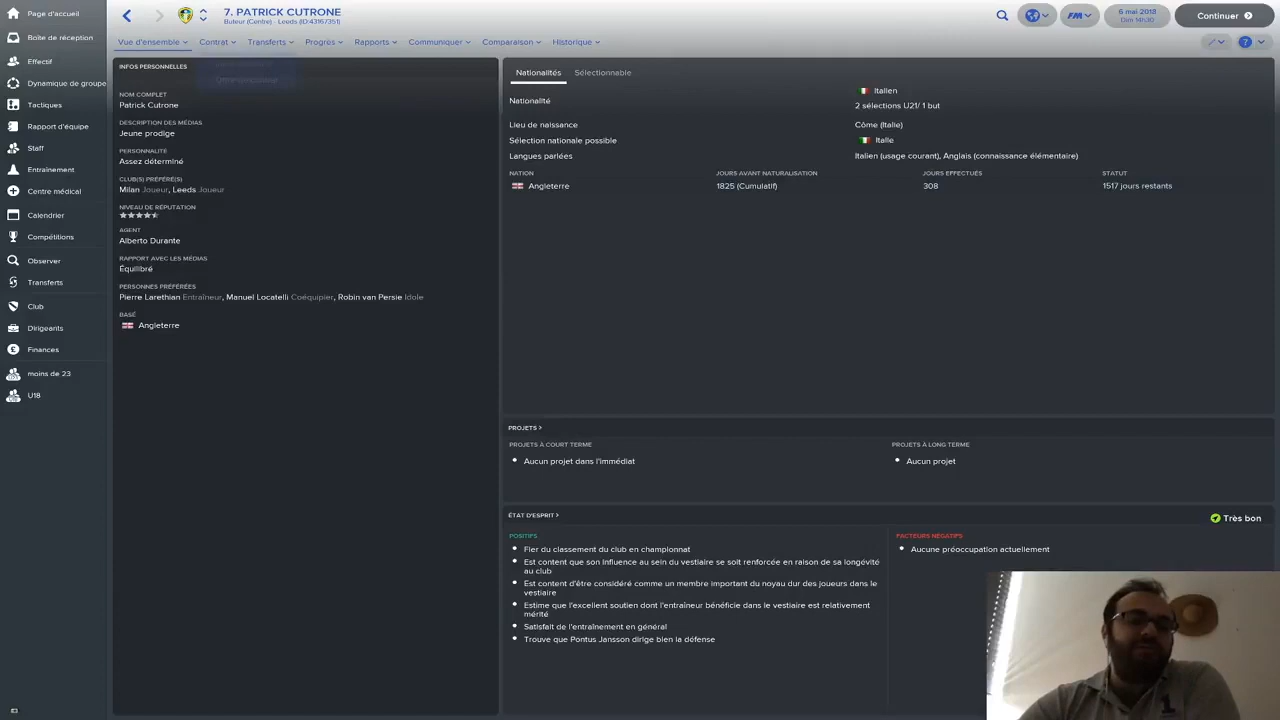 7. PATRICK CUTRONE
Buteur (Centre) - Leeds (ID:43167351)
6 mai 2018
Dim 14h30
Continuer
Vue d'ensemble
Contrat
Transferts
Progrès
Rapports
Communiquer
Comparaison
Historique
Page d'accueil
Boîte de réception
Effectif
Dynamique de groupe
Tactiques
Rapport d'équipe
Staff
Entraînement
Centre médical
Calendrier
Compétitions
Observer
Transferts
Club
Dirigeants
Finances
moins de 23
U18
INFOS PERSONNELLES
NOM COMPLET
Patrick Cutrone
DESCRIPTION DES MÉDIAS
Jeune prodige
PERSONNALITÉ
Assez déterminé
CLUB(S) PRÉFÉRÉ(S)
Milan Joueur, Leeds Joueur
NIVEAU DE RÉPUTATION
AGENT
Alberto Durante
RAPPORT AVEC LES MÉDIAS
Équilibré
PERSONNES PRÉFÉRÉES
Pierre Larethian Entraîneur, Manuel Locatelli Coéquipier, Robin van Persie Idole
BASÉ
Angleterre
Nationalités
Sélectionnable
Nationalité
Italien
2 sélections U21/ 1 but
Lieu de naissance
Côme (Italie)
Sélection nationale possible
Italie
Langues parlées
Italien (usage courant), Anglais (connaissance élémentaire)
NATION
JOURS AVANT NATURALISATION
JOURS EFFECTUÉS
STATUT
Angleterre
1825 (Cumulatif)
308
1517 jours restants
PROJETS >
PROJETS À COURT TERME
Aucun projet dans l'immédiat
PROJETS À LONG TERME
Aucun projet
ÉTAT D'ESPRIT >
Très bon
POSITIFS
Fier du classement du club en championnat
Est content que son influence au sein du vestiaire se soit renforcée en raison de sa longévité
au club
Est content d'être considéré comme un membre important du noyau dur des joueurs dans le
vestiaire
Estime que l'excellent soutien dont l'entraîneur bénéficie dans le vestiaire est relativement
mérité
Satisfait de l'entraînement en général
Trouve que Pontus Jansson dirige bien la défense
FACTEURS NÉGATIFS
Aucune préoccupation actuellement